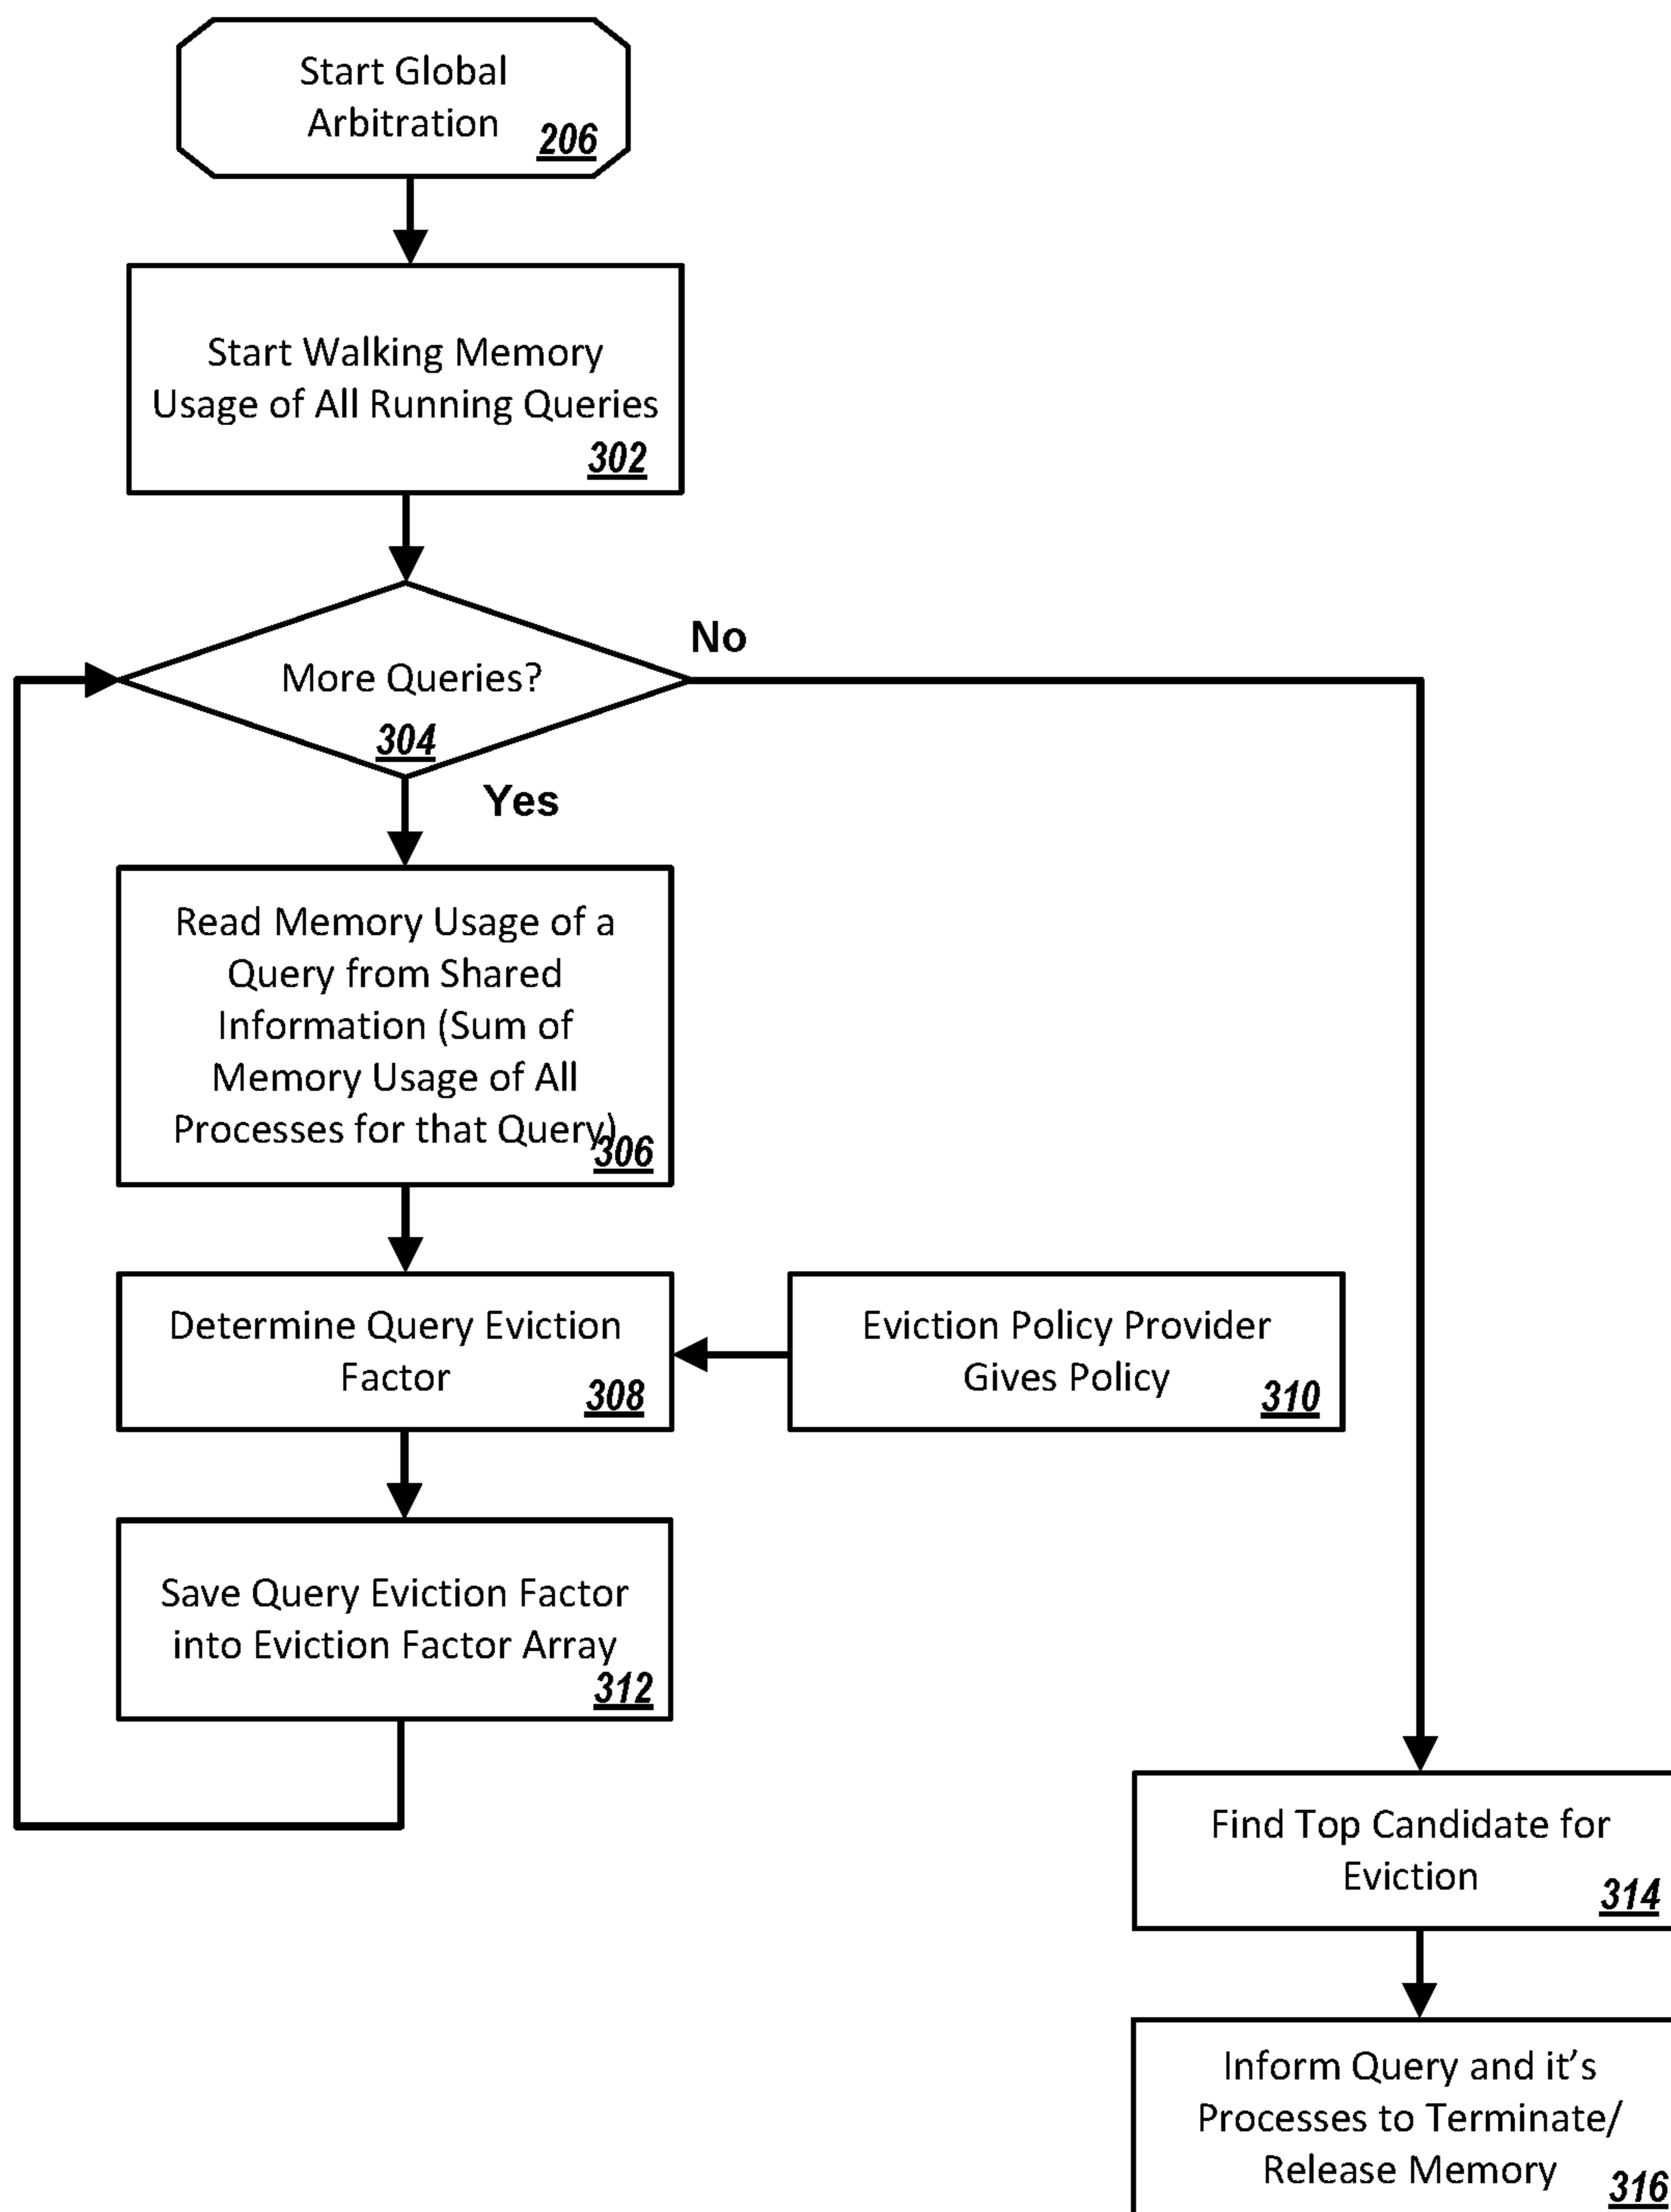 Start Global
Arbitration
206
Start Walking Memory
Usage of All Running Queries
302
No
More Queries?
304
Yes
Read Memory Usage of a
Query from Shared
Information (Sum of
Memory Usage of All
Processes for that Query)
306
Determine Query Eviction
Factor
308
Eviction Policy Provider
Gives Policy
310
Save Query Eviction Factor
into Eviction Factor Array
312
Find Top Candidate for
Eviction
314
Inform Query and it's
Processes to Terminate/
Release Memory
316